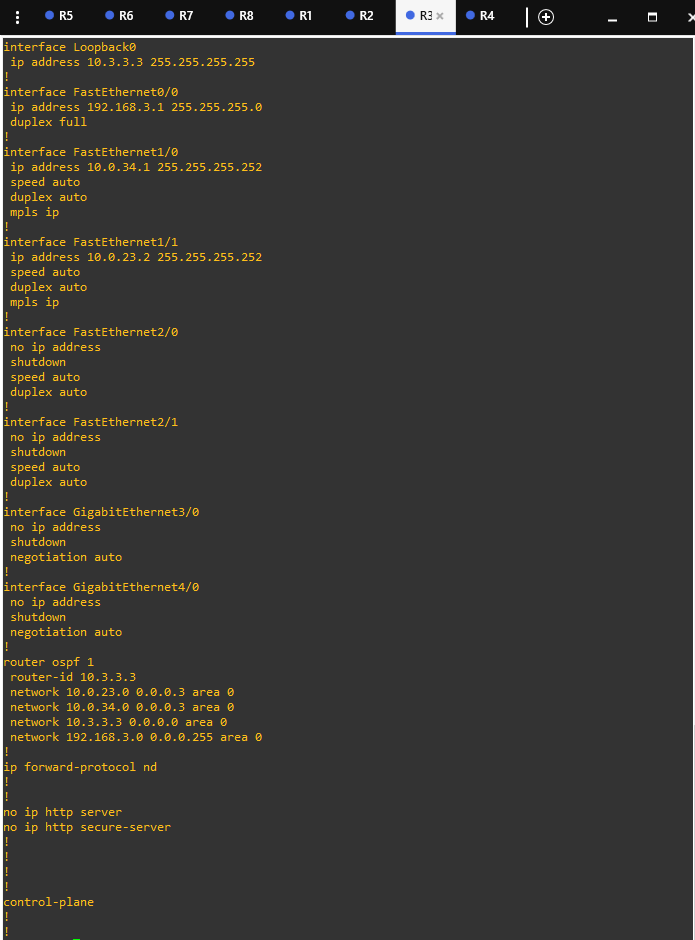 R5 R6 R7 R8 R1 R2 R3 R4
interface Loopback0
 ip address 10.3.3.3 255.255.255.255
!
interface FastEthernet0/0
 ip address 192.168.3.1 255.255.255.0
 duplex full
!
interface FastEthernet1/0
 ip address 10.0.34.1 255.255.255.252
 speed auto
 duplex auto
 mpls ip
!
interface FastEthernet1/1
 ip address 10.0.23.2 255.255.255.252
 speed auto
 duplex auto
 mpls ip
!
interface FastEthernet2/0
 no ip address
 shutdown
 speed auto
 duplex auto
!
interface FastEthernet2/1
 no ip address
 shutdown
 speed auto
 duplex auto
!
interface GigabitEthernet3/0
 no ip address
 shutdown
 negotiation auto
!
interface GigabitEthernet4/0
 no ip address
 shutdown
 negotiation auto
!
router ospf 1
 router-id 10.3.3.3
 network 10.0.23.0 0.0.0.3 area 0
 network 10.0.34.0 0.0.0.3 area 0
 network 10.3.3.3 0.0.0.0 area 0
 network 192.168.3.0 0.0.0.255 area 0
!
ip forward-protocol nd
!
!
no ip http server
no ip http secure-server
!
!
!
!
control-plane
!
!